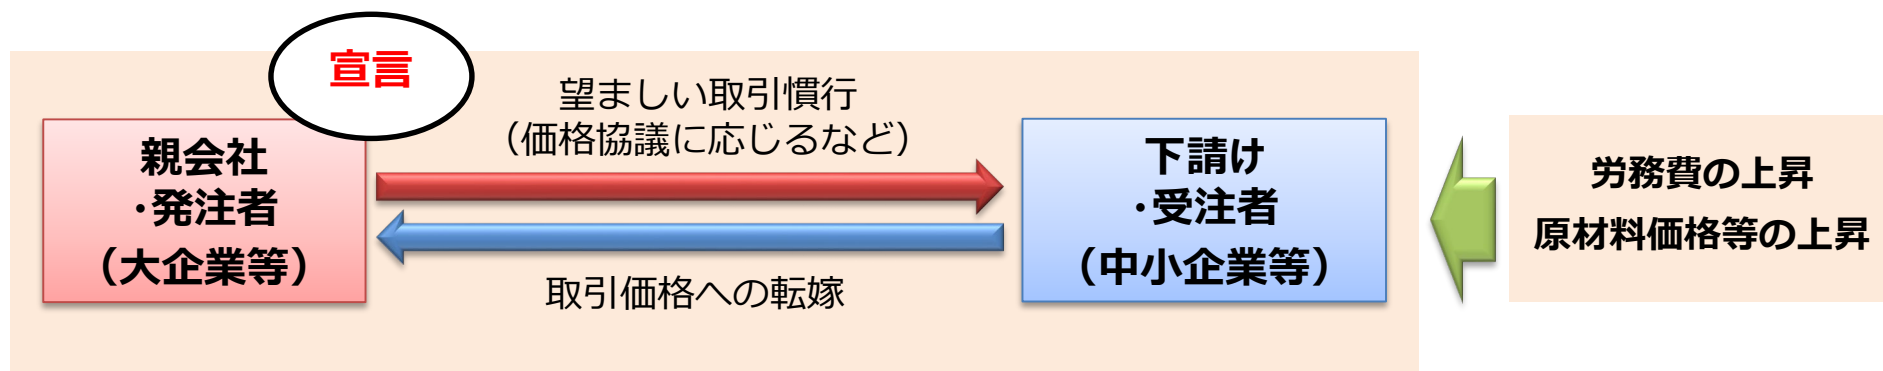 宣言
望ましい取引慣行
（価格協議に応じるなど）
親会社
・発注者
（大企業等）
下請け
・受注者
（中小企業等）
取引価格への転嫁
労務費の上昇
原材料価格等の上昇